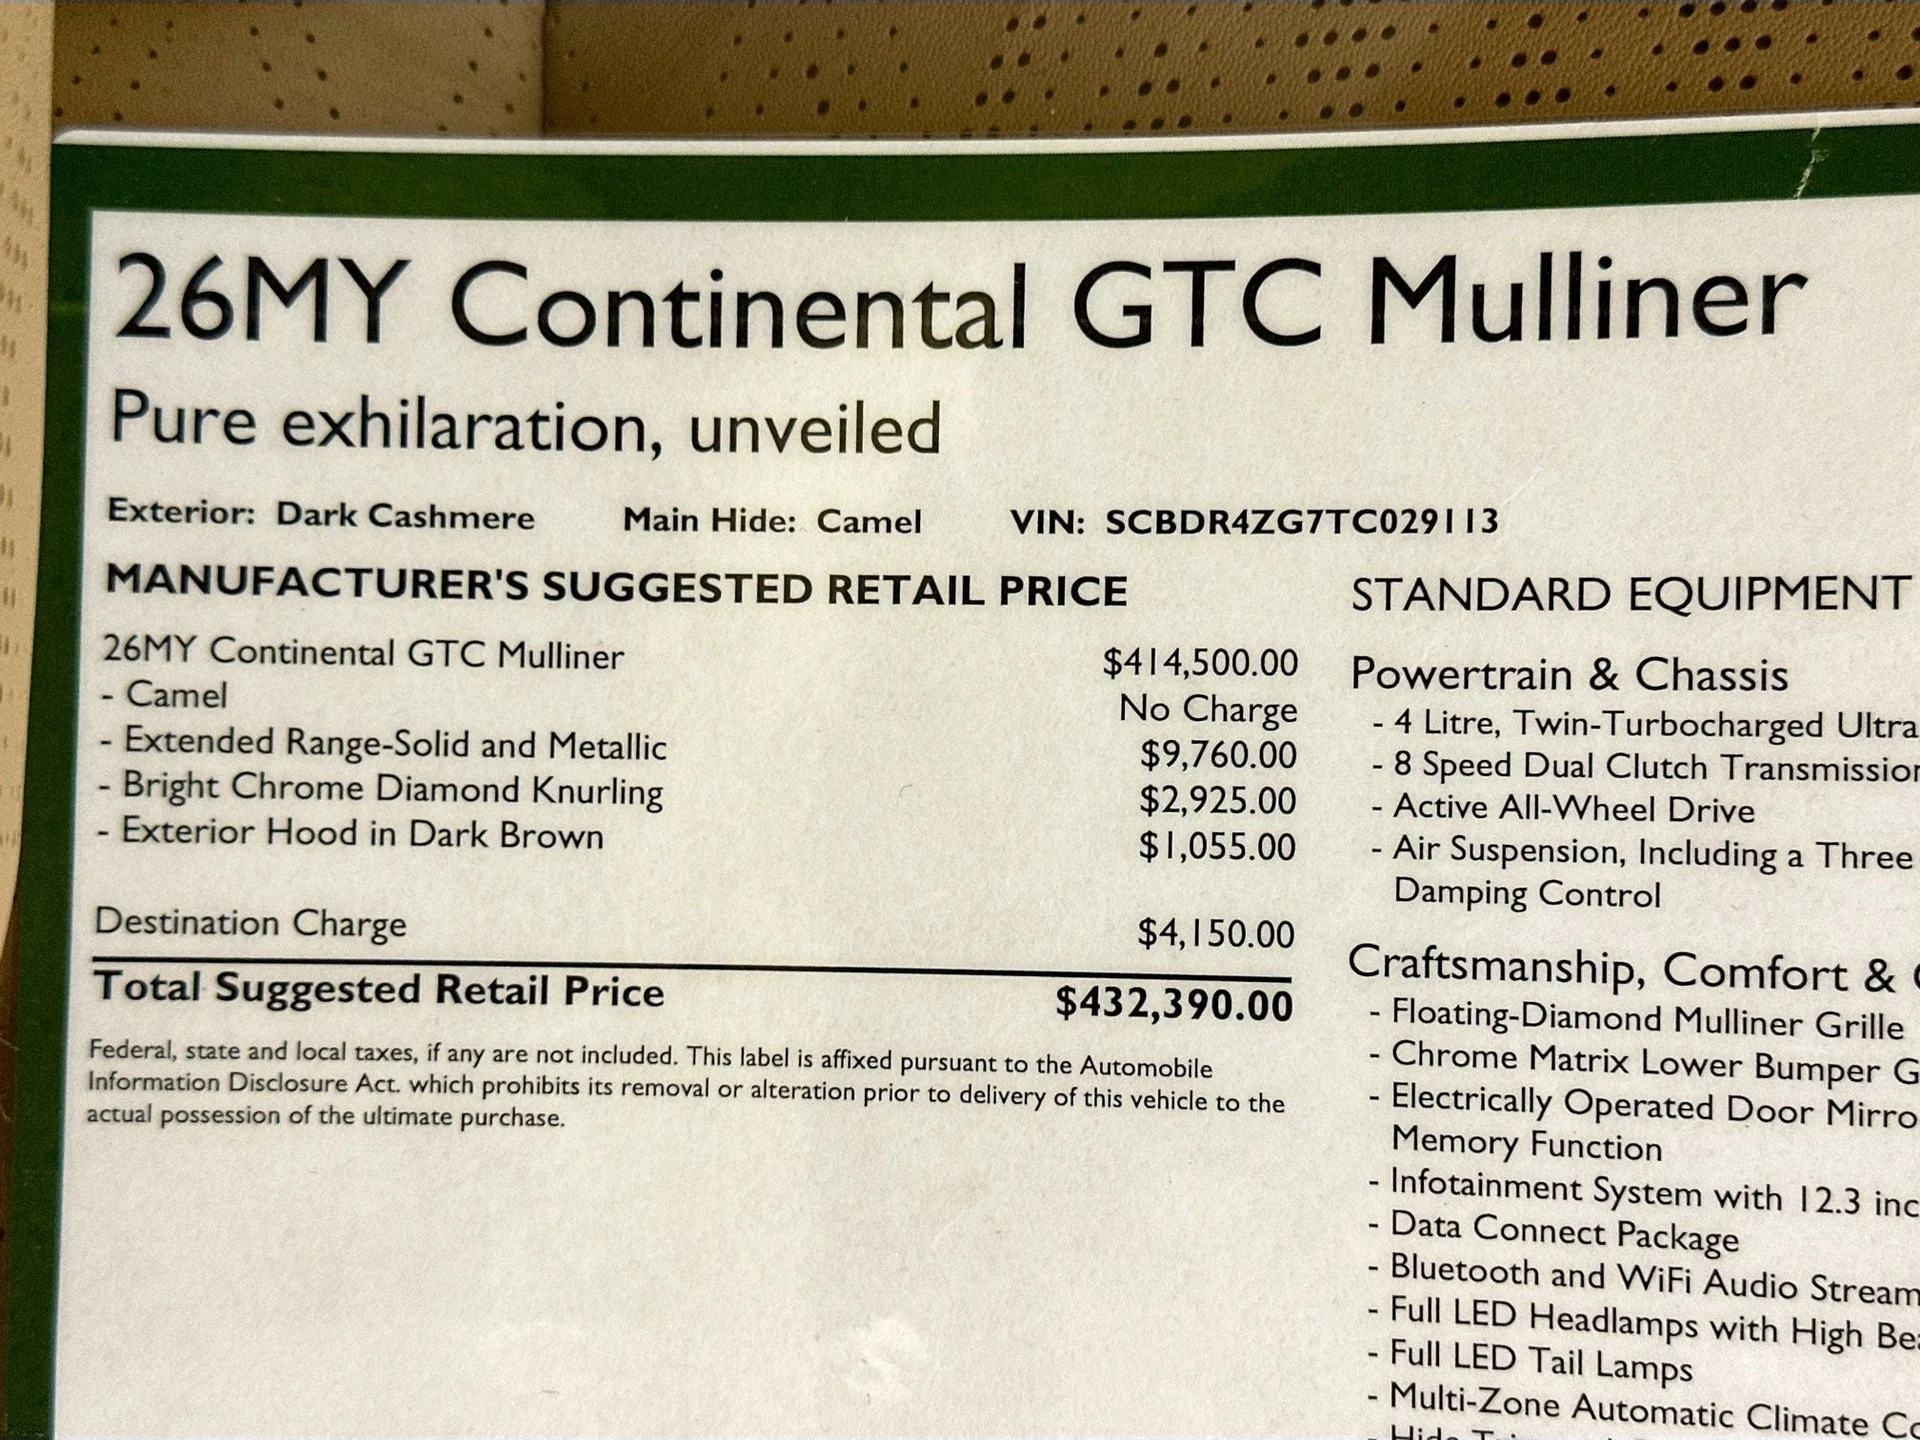 26MY Continental GTC Mulliner
Pure exhilaration, unveiled
Exterior: Dark Cashmere Main Hide: Camel VIN: SCBDR4ZG7TC029113
MANUFACTURER'S SUGGESTED RETAIL PRICE
26MY Continental GTC Mulliner $414,500.00
- Camel No Charge
- Extended Range-Solid and Metallic $9,760.00
- Bright Chrome Diamond Knurling $2,925.00
- Exterior Hood in Dark Brown $1,055.00
Destination Charge $4,150.00
Total Suggested Retail Price $432,390.00
Federal, state and local taxes, if any are not included. This label is affixed pursuant to the Automobile
Information Disclosure Act. which prohibits its removal or alteration prior to delivery of this vehicle to the
actual possession of the ultimate purchase.
STANDARD EQUIPMENT
Powertrain & Chassis
- 4 Litre, Twin-Turbocharged Ultra
- 8 Speed Dual Clutch Transmission
- Active All-Wheel Drive
- Air Suspension, Including a Three
Damping Control
Craftsmanship, Comfort &
- Floating-Diamond Mulliner Grille
- Chrome Matrix Lower Bumper G
- Electrically Operated Door Mirro
Memory Function
- Infotainment System with 12.3 inc
- Data Connect Package
- Bluetooth and WiFi Audio Stream
- Full LED Headlamps with High Be
- Full LED Tail Lamps
- Multi-Zone Automatic Climate Co